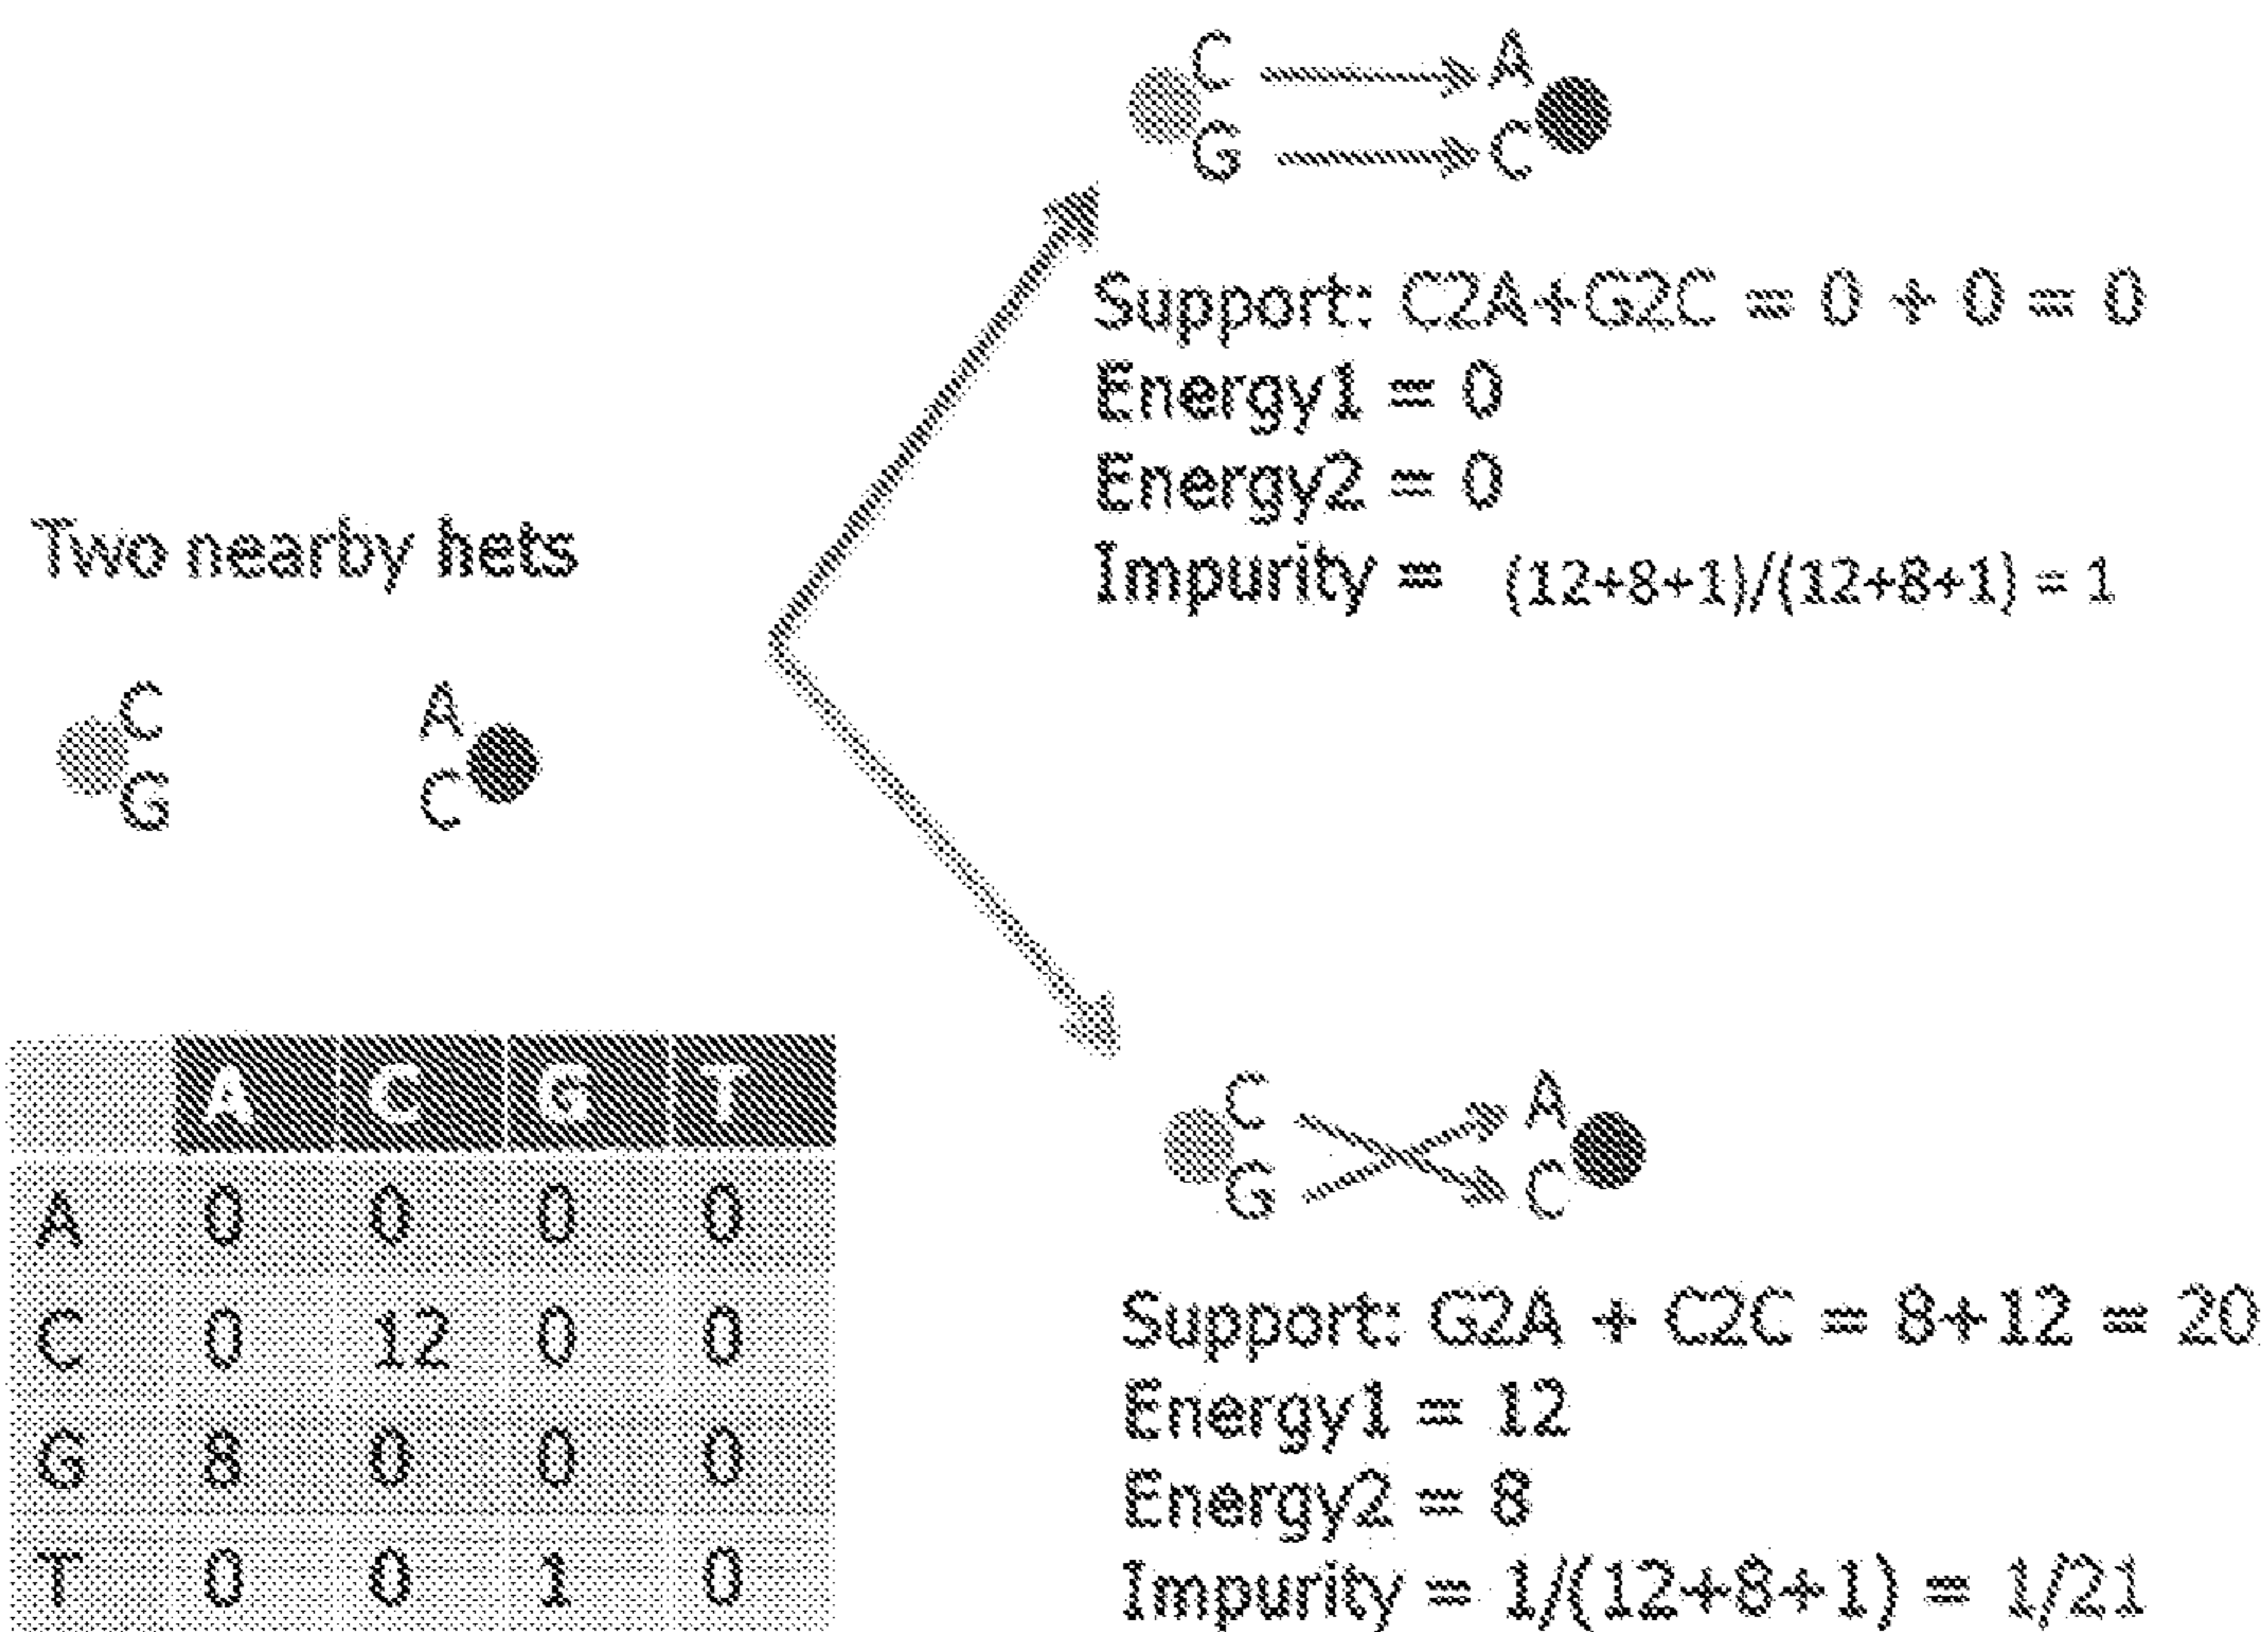 Two nearby hets
C A
G C
A C G T
A 0 0 0 0
C 0 12 0 0
G 8 0 0 0
T 0 0 1 0
C A
G C
Support: C2A+G2C = 0 + 0 = 0
Energy1 = 0
Energy2 = 0
Impurity = (12+8+1)/(12+8+1) = 1
C A
G C
Support: G2A + C2C = 8+12 = 20
Energy1 = 12
Energy2 = 8
Impurity = 1/(12+8+1) = 1/21